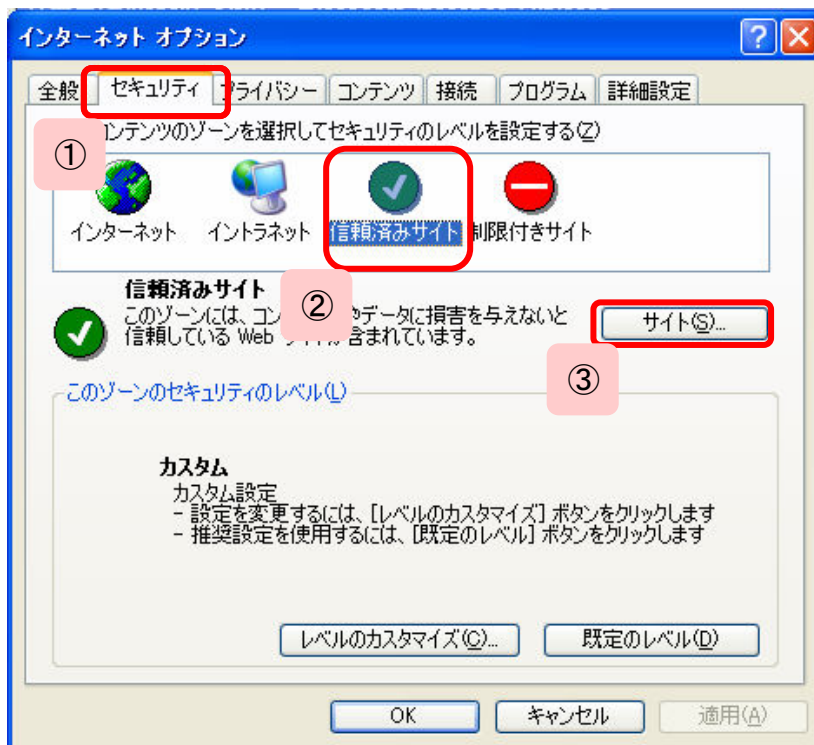 インターネット オプション
全般 セキュリティ プライバシー コンテンツ 接続 プログラム 詳細設定
① コンテンツのゾーンを選択してセキュリティのレベルを設定する(Z)
インターネット イントラネット 信頼済みサイト 制限付きサイト
信頼済みサイト
このゾーンには、コン ② やデータに損害を与えないと
信頼している Web サイトが含まれています。
サイト(S)...
③
このゾーンのセキュリティのレベル(L)
カスタム
カスタム設定
- 設定を変更するには、[レベルのカスタマイズ] ボタンをクリックします
- 推奨設定を使用するには、[既定のレベル] ボタンをクリックします
レベルのカスタマイズ(C)... 既定のレベル(D)
OK キャンセル 適用(A)